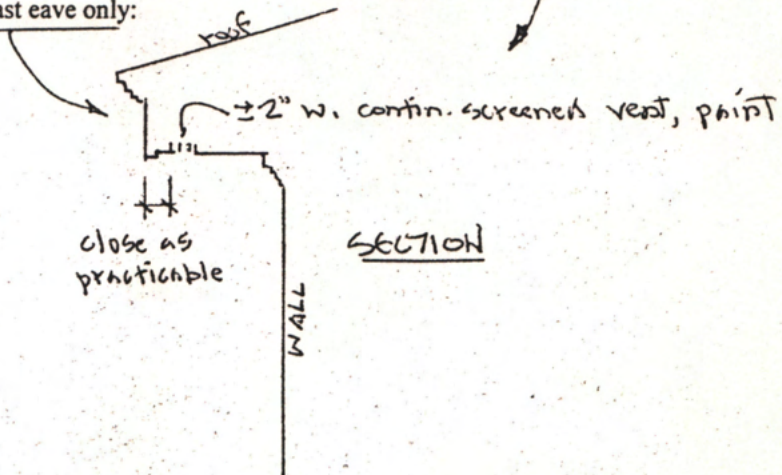 ast eave only:
roof
±2" w. contin. screened vent, paint
close as
practicable
SECTION
WALL